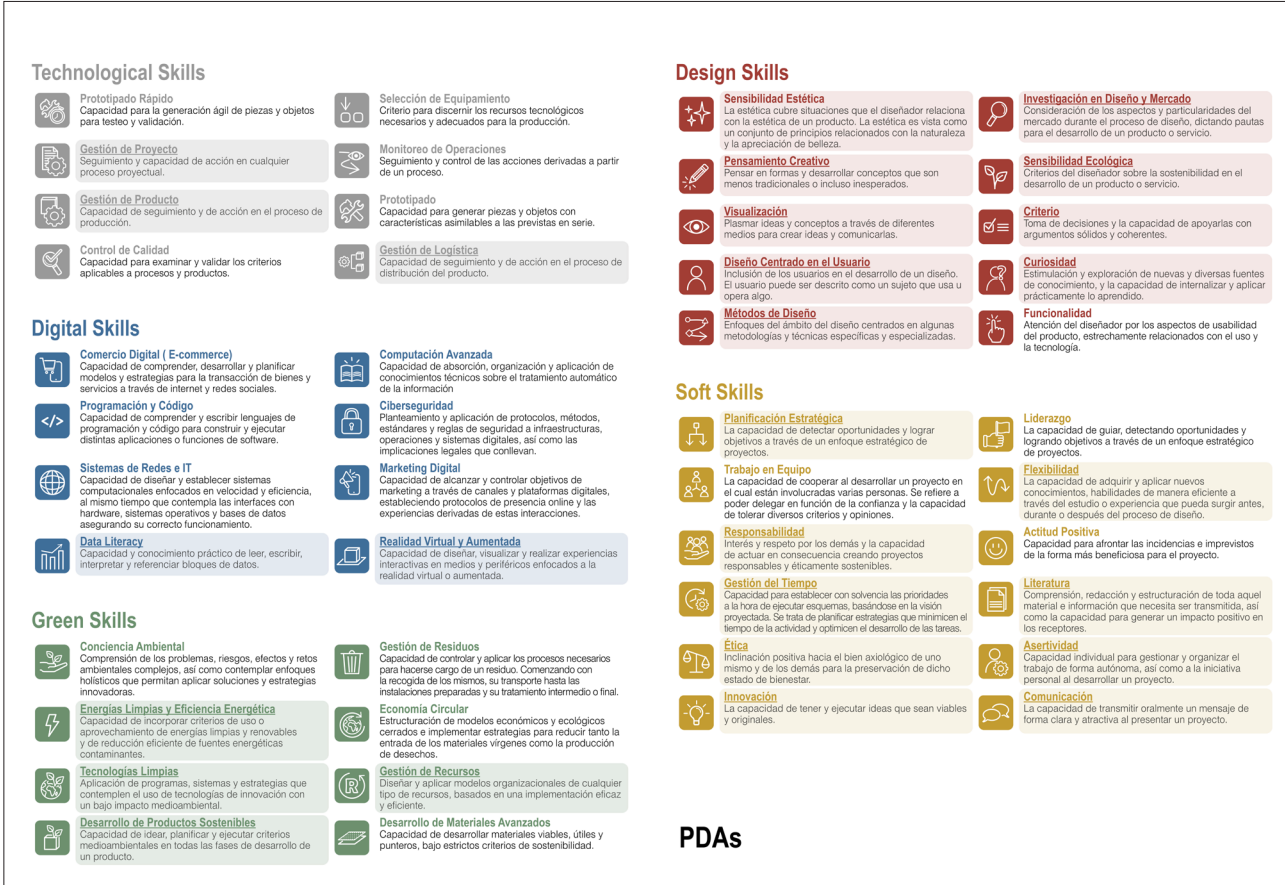 Technological Skills
Prototipado Rápido
Capacidad para la generación ágil de piezas y objetos
para testeo y validación.
Gestión de Proyecto
Seguimiento y capacidad de acción en cualquier
proceso proyectual.
Gestión de Producto
Capacidad de seguimiento y de acción en el proceso de
producción.
Control de Calidad
Capacidad para examinar y validar los criterios
aplicables a procesos y productos.
Selección de Equipamiento
Criterio para discernir los recursos tecnológicos
necesarios y adecuados para la producción.
Monitoreo de Operaciones
Seguimiento y control de las acciones derivadas a partir
de un proceso.
Prototipado
Capacidad para generar piezas y objetos con
características asimilables a las previstas en serie.
Gestión de Logística
Capacidad de seguimiento y de acción en el proceso de
distribución del producto.
Digital Skills
Comercio Digital ( E-commerce)
Capacidad de comprender, desarrollar y planificar
modelos y estrategias para la transacción de bienes y
servicios a través de internet y redes sociales.
</>
Programación y Código
Capacidad de comprender y escribir lenguajes de
programación y código para construir y ejecutar
distintas aplicaciones o funciones de software.
Sistemas de Redes e IT
Capacidad de diseñar y establecer sistemas
computacionales enfocados en velocidad y eficiencia,
al mismo tiempo que contempla las interfaces con
hardware, sistemas operativos y bases de datos
asegurando su correcto funcionamiento.
Data Literacy
Capacidad y conocimiento práctico de leer, escribir,
interpretar y referenciar bloques de datos.
Computación Avanzada
Capacidad de absorción, organización y aplicación de
conocimientos técnicos sobre el tratamiento automático
de la información
Ciberseguridad
Planteamiento y aplicación de protocolos, métodos,
estándares y reglas de seguridad a infraestructuras,
operaciones y sistemas digitales, así como las
implicaciones legales que conllevan.
Marketing Digital
Capacidad de alcanzar y controlar objetivos de
marketing a través de canales y plataformas digitales,
estableciendo protocolos de presencia online y las
experiencias derivadas de estas interacciones.
Realidad Virtual y Aumentada
Capacidad de diseñar, visualizar y realizar experiencias
interactivas en medios y periféricos enfocados a la
realidad virtual o aumentada.
Green Skills
Conciencia Ambiental
Comprensión de los problemas, riesgos, efectos y retos
ambientales complejos, así como contemplar enfoques
holísticos que permitan aplicar soluciones y estrategias
innovadoras.
Energías Limpias y Eficiencia Energética
Capacidad de incorporar criterios de uso o
aprovechamiento de energías limpias y renovables
y de reducción eficiente de fuentes energéticas
contaminantes.
Tecnologías Limpias
Aplicación de programas, sistemas y estrategias que
contemplen el uso de tecnologías de innovación con
un bajo impacto medioambiental.
Desarrollo de Productos Sostenibles
Capacidad de idear, planificar y ejecutar criterios
medioambientales en todas las fases de desarrollo de
un producto.
Gestión de Residuos
Capacidad de controlar y aplicar los procesos necesarios
para hacerse cargo de un residuo. Comenzando con
la recogida de los mismos, su transporte hasta las
instalaciones preparadas y su tratamiento intermedio o final.
Economía Circular
Estructuración de modelos económicos y ecológicos
cerrados e implementar estrategias para reducir tanto la
entrada de los materiales vírgenes como la producción
de desechos.
R
Gestión de Recursos
Diseñar y aplicar modelos organizacionales de cualquier
tipo de recursos, basados en una implementación eficaz
y eficiente.
Desarrollo de Materiales Avanzados
Capacidad de desarrollar materiales viables, útiles y
punteros, bajo estrictos criterios de sostenibilidad.
Design Skills
Sensibilidad Estética
La estética cubre situaciones que el diseñador relaciona
con la estética de un producto. La estética es vista como
un conjunto de principios relacionados con la naturaleza
y la apreciación de belleza.
Pensamiento Creativo
Pensar en formas y desarrollar conceptos que son
menos tradicionales o incluso inesperados.
Visualización
Plasmar ideas y conceptos a través de diferentes
medios para crear ideas y comunicarlas.
Diseño Centrado en el Usuario
Inclusión de los usuarios en el desarrollo de un diseño.
El usuario puede ser descrito como un sujeto que usa u
opera algo.
Métodos de Diseño
Enfoques del ámbito del diseño centrados en algunas
metodologías y técnicas específicas y especializadas.
Investigación en Diseño y Mercado
Consideración de los aspectos y particularidades del
mercado durante el proceso de diseño, dictando pautas
para el desarrollo de un producto o servicio.
Sensibilidad Ecológica
Criterios del diseñador sobre la sostenibilidad en el
desarrollo de un producto o servicio.
Criterio
Toma de decisiones y la capacidad de apoyarlas con
argumentos sólidos y coherentes.
Curiosidad
Estimulación y exploración de nuevas y diversas fuentes
de conocimiento, y la capacidad de internalizar y aplicar
prácticamente lo aprendido.
Funcionalidad
Atención del diseñador por los aspectos de usabilidad
del producto, estrechamente relacionados con el uso y
la tecnología.
Soft Skills
Planificación Estratégica
La capacidad de detectar oportunidades y lograr
objetivos a través de un enfoque estratégico de
proyectos.
Trabajo en Equipo
La capacidad de cooperar al desarrollar un proyecto en
el cual están involucradas varias personas. Se refiere a
poder delegar en función de la confianza y la capacidad
de tolerar diversos criterios y opiniones.
Responsabilidad
Interés y respeto por los demás y la capacidad
de actuar en consecuencia creando proyectos
responsables y éticamente sostenibles.
Gestión del Tiempo
Capacidad para establecer con solvencia las prioridades
a la hora de ejecutar esquemas, basándose en la visión
proyectada. Se trata de planificar estrategias que minimicen el
tiempo de la actividad y optimicen el desarrollo de las tareas.
Ética
Inclinación positiva hacia el bien axiológico de uno
mismo y de los demás para la preservación de dicho
estado de bienestar.
Innovación
La capacidad de tener y ejecutar ideas que sean viables
y originales.
Liderazgo
La capacidad de guiar, detectando oportunidades y
logrando objetivos a través de un enfoque estratégico
de proyectos.
Flexibilidad
La capacidad de adquirir y aplicar nuevos
conocimientos, habilidades de manera eficiente a
través del estudio o experiencia que pueda surgir antes,
durante o después del proceso de diseño.
Actitud Positiva
Capacidad para afrontar las incidencias e imprevistos
de la forma más beneficiosa para el proyecto.
Literatura
Comprensión, redacción y estructuración de toda aquel
material e información que necesita ser transmitida, así
como la capacidad para generar un impacto positivo en
los receptores.
Asertividad
Capacidad individual para gestionar y organizar el
trabajo de forma autónoma, así como a la iniciativa
personal al desarrollar un proyecto.
Comunicación
La capacidad de transmitir oralmente un mensaje de
forma clara y atractiva al presentar un proyecto.
PDAs